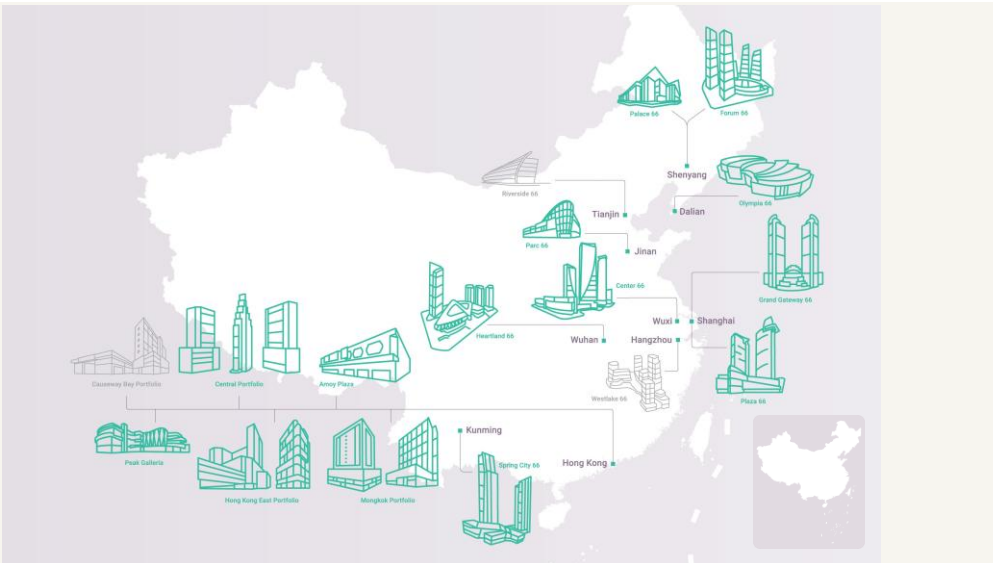 Palace 66
Forum 66
Shenyang
Riverside 66
Olympia 66
Tianjin
Dalian
Parc 66
Jinan
Center 66
Grand Gateway 66
Wuxi
Shanghai
Heartland 66
Wuhan
Hangzhou
Causeway Bay Portfolio
Central Portfolio
Amoy Plaza
Westlake 66
Plaza 66
Kunming
Peak Galleria
Spring City 66
Hong Kong
Hong Kong East Portfolio
Mongkok Portfolio